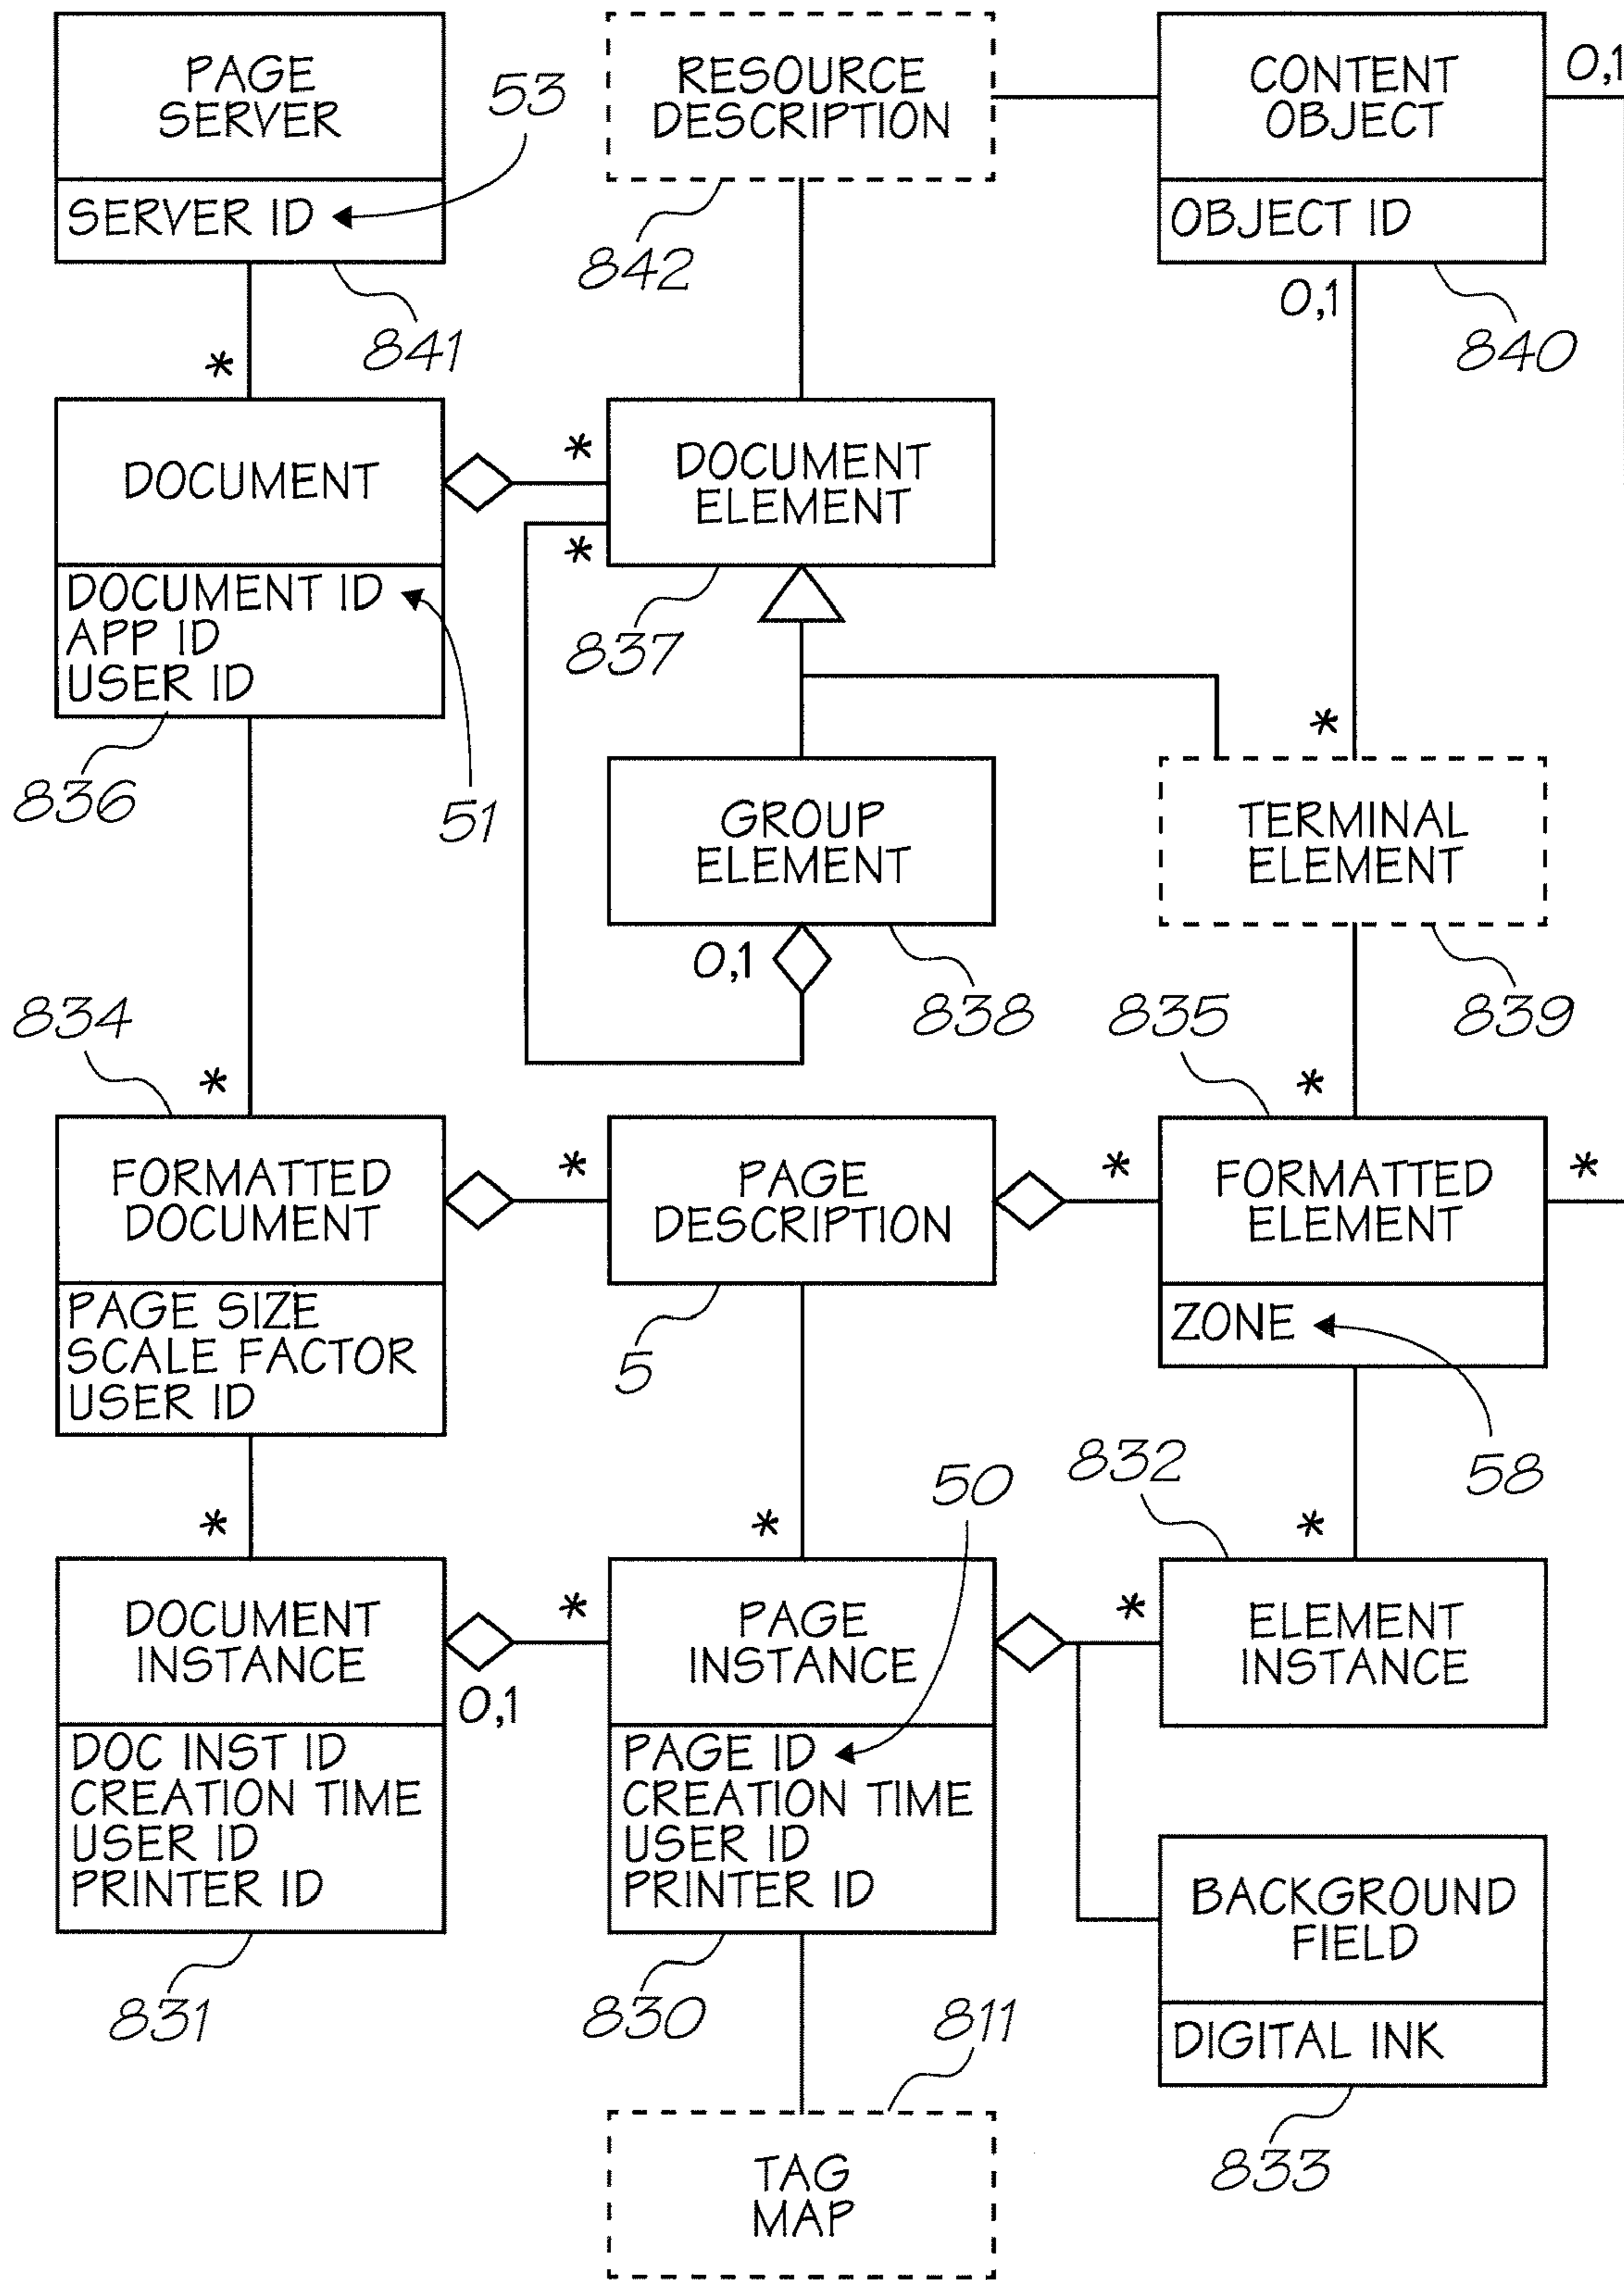 PAGE
SERVER
53
SERVER ID
841
RESOURCE
DESCRIPTION
842
CONTENT
OBJECT
0,1
OBJECT ID
0,1
840
*
DOCUMENT
DOCUMENT ID
APP ID
USER ID
836
51
*
DOCUMENT
ELEMENT
*
837
GROUP
ELEMENT
0,1
838
*
TERMINAL
ELEMENT
839
834
*
FORMATTED
DOCUMENT
PAGE SIZE
SCALE FACTOR
USER ID
*
PAGE
DESCRIPTION
5
835
*
*
FORMATTED
ELEMENT
*
ZONE
58
*
DOCUMENT
INSTANCE
0,1
DOC INST ID
CREATION TIME
USER ID
PRINTER ID
831
*
*
50
PAGE
INSTANCE
PAGE ID
CREATION TIME
USER ID
PRINTER ID
830
832
*
*
ELEMENT
INSTANCE
BACKGROUND
FIELD
DIGITAL INK
833
811
TAG
MAP